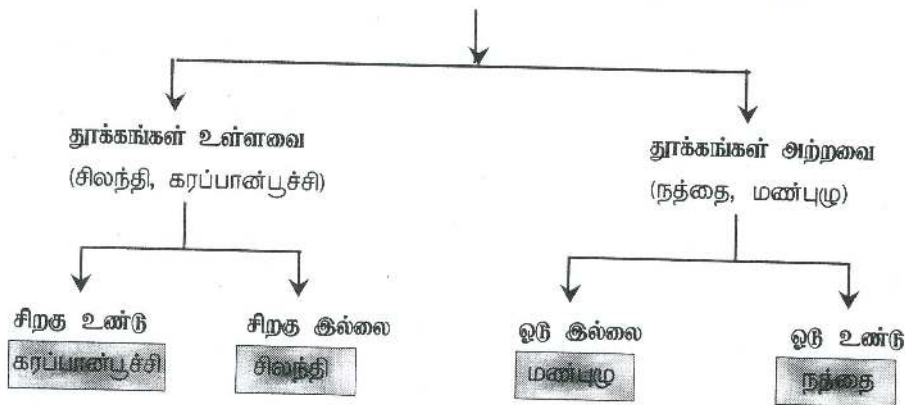 தூக்கங்கள் உள்ளவை
(சிலந்தி, கரப்பான்பூச்சி)
தூக்கங்கள் அற்றவை
(நத்தை, மண்புழு)
சிறகு உண்டு
கரப்பான்பூச்சி
சிறகு இல்லை
சிலந்தி
ஓடு இல்லை
மண்புழு
ஓடு உண்டு
நத்தை